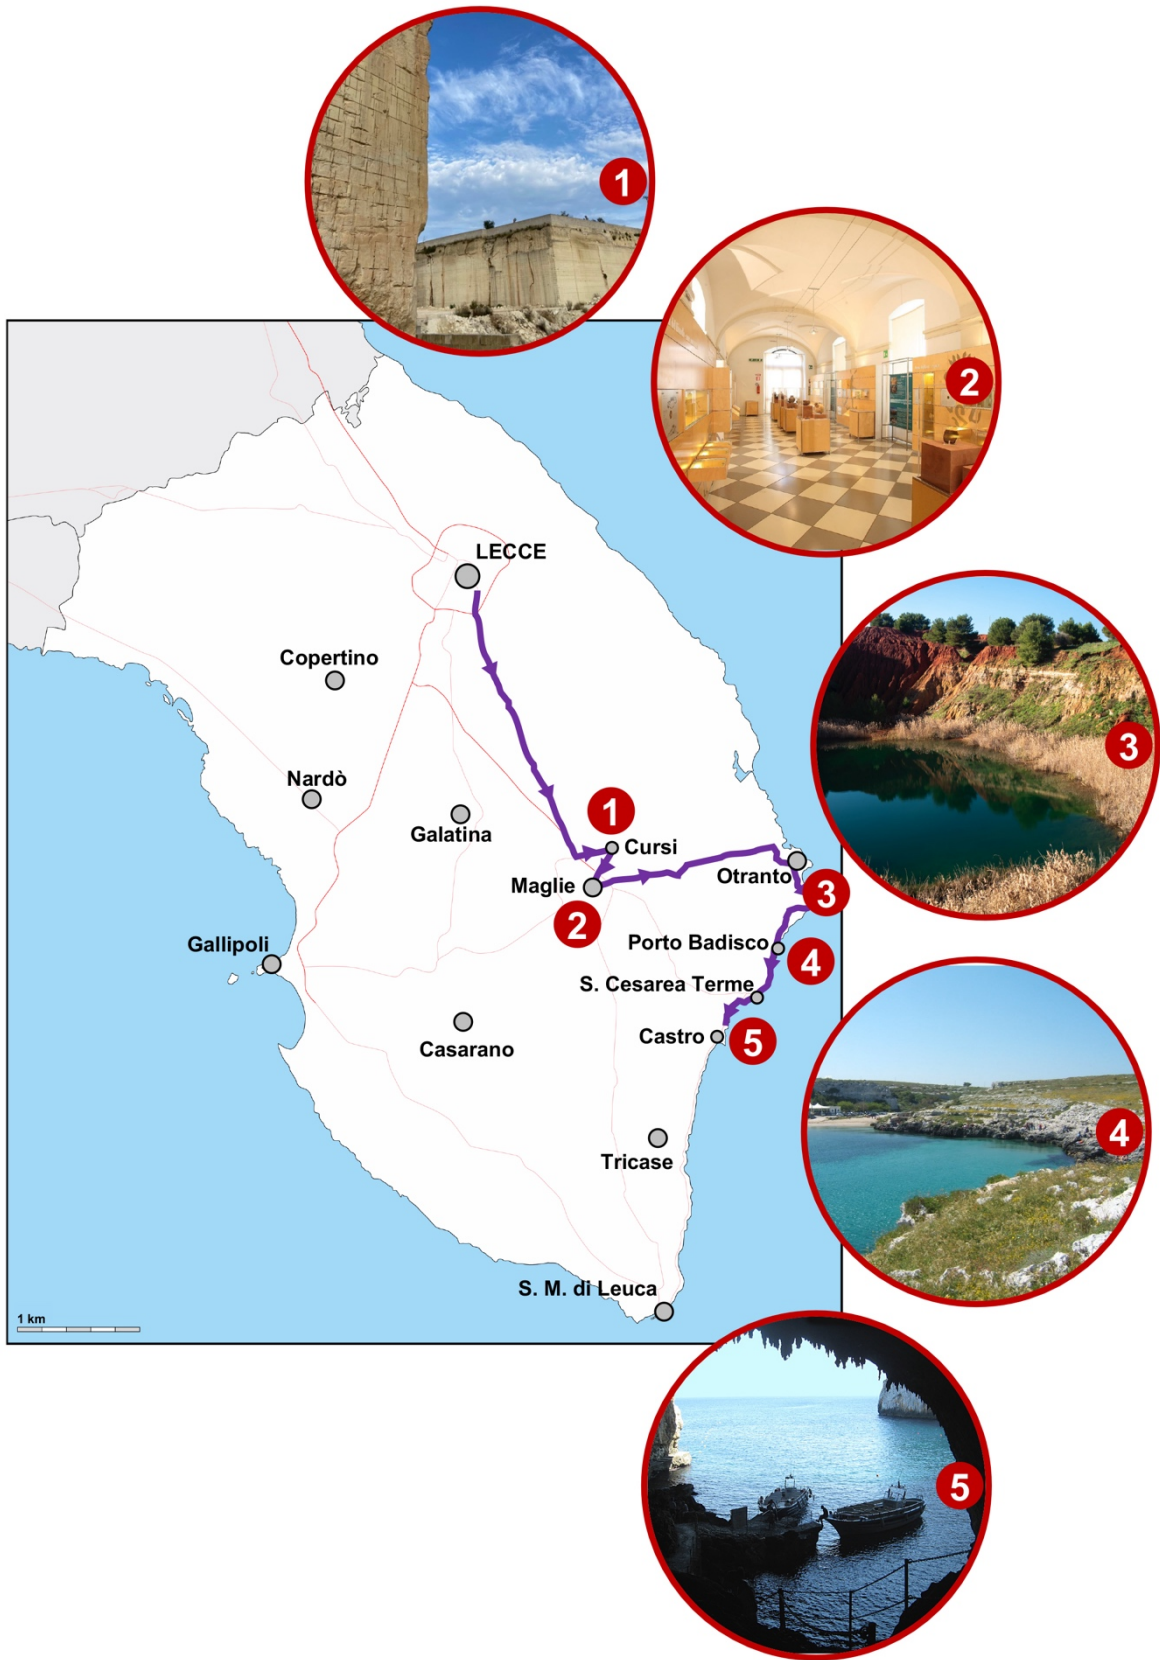 1
2
LECCE
3
Copertino
Nardò
1
Galatina
Cursi
Maglie
Otranto
2
3
Gallipoli
Porto Badisco
4
S. Cesarea Terme
Castro
5
Casarano
4
Tricase
S. M. di Leuca
1 km
5